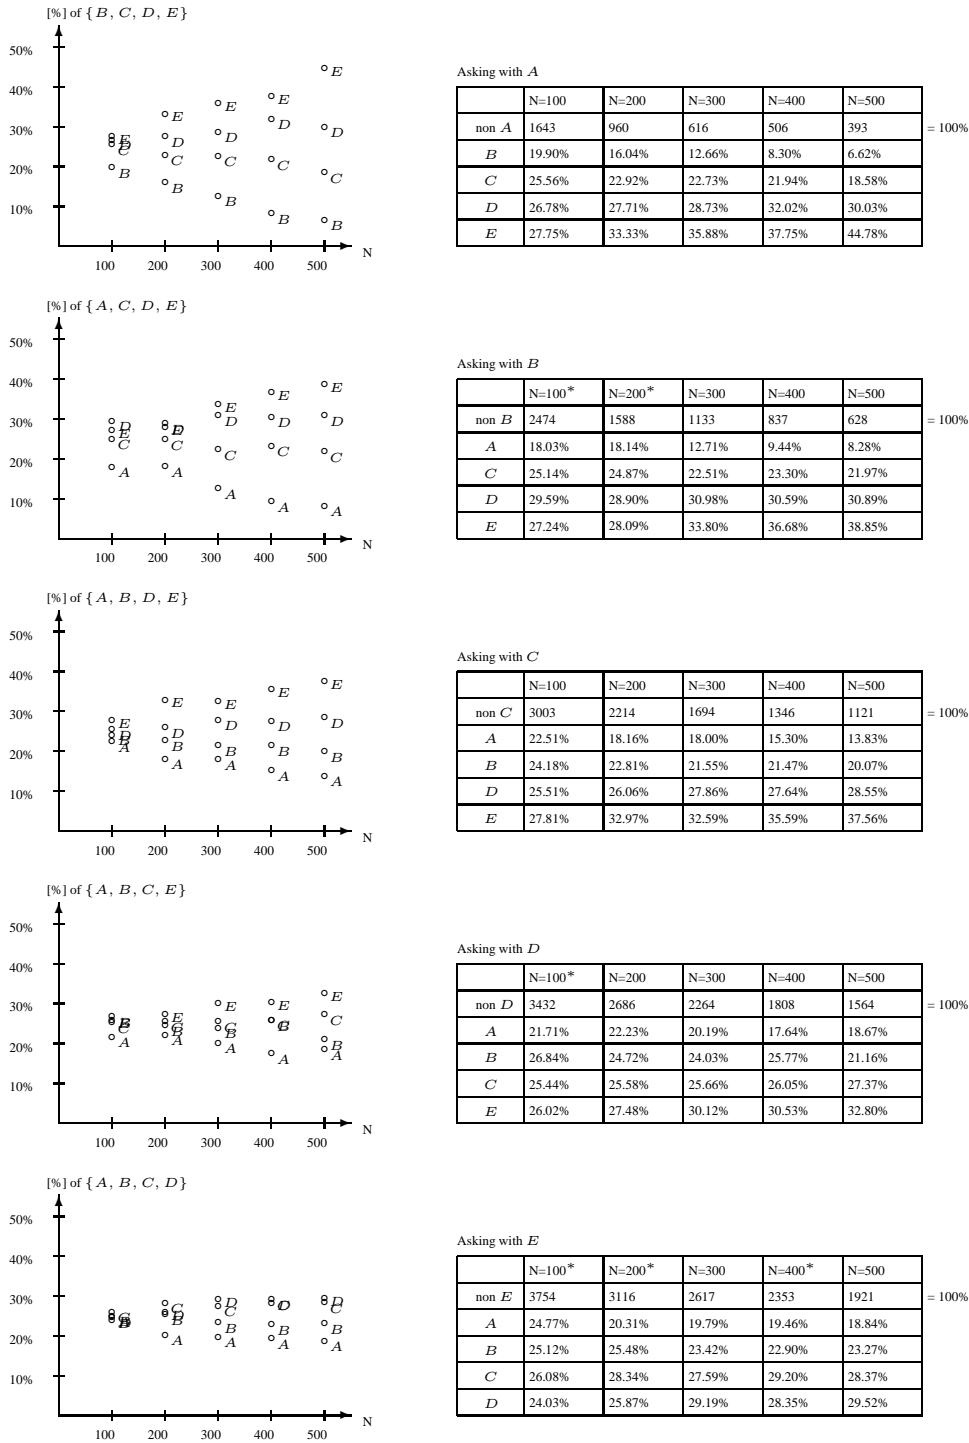 [%] of { B, C, D, E }
50%
40%
30%
20%
10%
E
D
C
B
E
D
C
B
E
D
C
B
E
D
C
B
E
D
C
B
N
100 200 300 400 500
Asking with A
N=100 N=200 N=300 N=400 N=500
non A 1643 960 616 506 393 = 100%
B 19.90% 16.04% 12.66% 8.30% 6.62%
C 25.56% 22.92% 22.73% 21.94% 18.58%
D 26.78% 27.71% 28.73% 32.02% 30.03%
E 27.75% 33.33% 35.88% 37.75% 44.78%
[%] of { A, C, D, E }
50%
40%
30%
20%
10%
D
E
C
A
D
E
C
A
E
D
C
A
E
D
C
A
E
D
C
A
N
100 200 300 400 500
Asking with B
N=100* N=200* N=300 N=400 N=500
non B 2474 1588 1133 837 628 = 100%
A 18.03% 18.14% 12.71% 9.44% 8.28%
C 25.14% 24.87% 22.51% 23.30% 21.97%
D 29.59% 28.90% 30.98% 30.59% 30.89%
E 27.24% 28.09% 33.80% 36.68% 38.85%
[%] of { A, B, D, E }
50%
40%
30%
20%
10%
E
D
B
A
E
D
B
A
E
D
B
A
E
D
B
A
E
D
B
A
N
100 200 300 400 500
Asking with C
N=100 N=200 N=300 N=400 N=500
non C 3003 2214 1694 1346 1121 = 100%
A 22.51% 18.16% 18.00% 15.30% 13.83%
B 24.18% 22.81% 21.55% 21.47% 20.07%
D 25.51% 26.06% 27.86% 27.64% 28.55%
E 27.81% 32.97% 32.59% 35.59% 37.56%
[%] of { A, B, C, E }
50%
40%
30%
20%
10%
B
E
C
A
E
C
B
A
E
C
B
A
E
C
B
A
E
C
B
A
N
100 200 300 400 500
Asking with D
N=100* N=200 N=300 N=400 N=500
non D 3432 2686 2264 1808 1564 = 100%
A 21.71% 22.23% 20.19% 17.64% 18.67%
B 26.84% 24.72% 24.03% 25.77% 21.16%
C 25.44% 25.58% 25.66% 26.05% 27.37%
E 26.02% 27.48% 30.12% 30.53% 32.80%
[%] of { A, B, C, D }
50%
40%
30%
20%
10%
C
B
A
D
C
D
B
A
D
C
B
A
C
D
B
A
D
C
B
A
N
100 200 300 400 500
Asking with E
N=100* N=200* N=300 N=400* N=500
non E 3754 3116 2617 2353 1921 = 100%
A 24.77% 20.31% 19.79% 19.46% 18.84%
B 25.12% 25.48% 23.42% 22.90% 23.27%
C 26.08% 28.34% 27.59% 29.20% 28.37%
D 24.03% 25.87% 29.19% 28.35% 29.52%